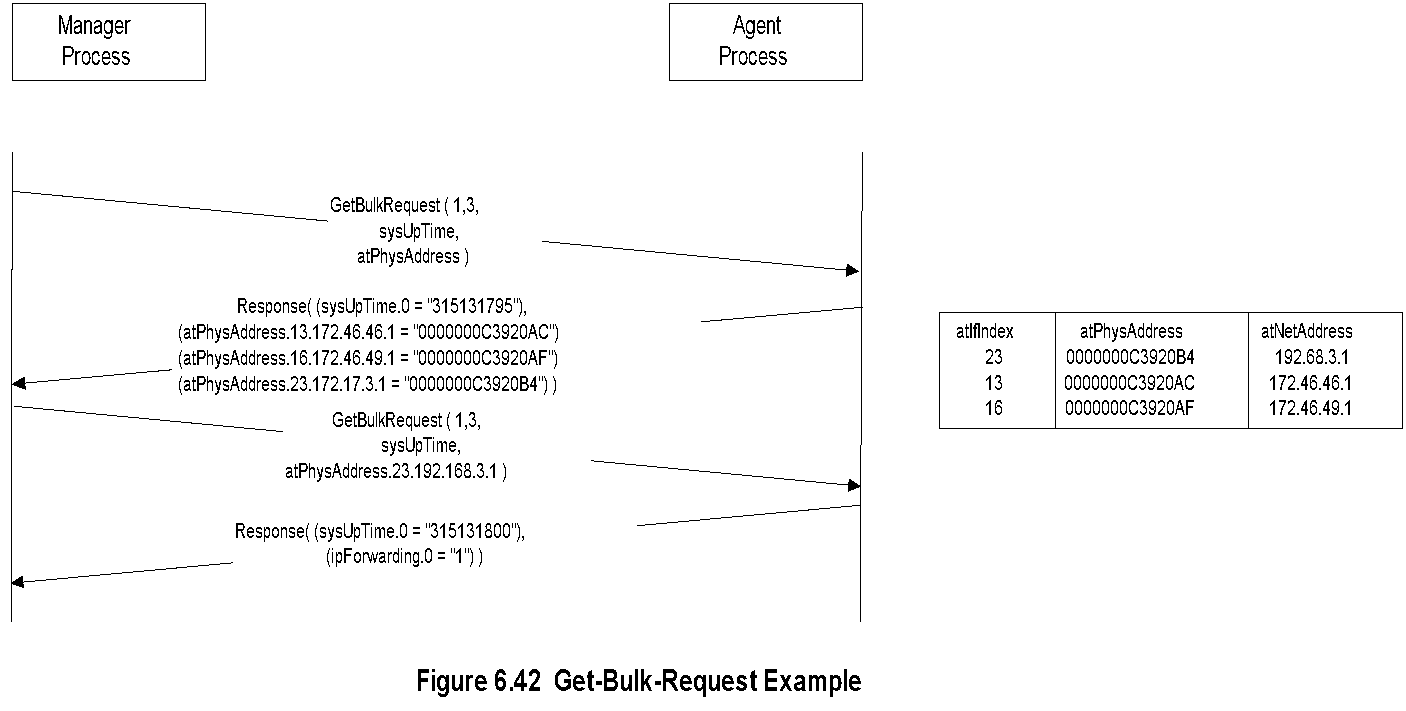 Manager
Process
Agent
Process
GetBulkRequest ( 1,3,
sysUpTime,
atPhysAddress )
Response( (sysUpTime.0 = "315131795"),
(atPhysAddress.13.172.46.46.1 = "0000000C3920AC")
(atPhysAddress.16.172.46.49.1 = "0000000C3920AF")
(atPhysAddress.23.172.17.3.1 = "0000000C3920B4") )
GetBulkRequest ( 1,3,
sysUpTime,
atPhysAddress.23.192.168.3.1 )
Response( (sysUpTime.0 = "315131800"),
(ipForwarding.0 = "1") )
atIfIndex atPhysAddress atNetAddress
23 0000000C3920B4 192.68.3.1
13 0000000C3920AC 172.46.46.1
16 0000000C3920AF 172.46.49.1
Figure 6.42 Get-Bulk-Request Example